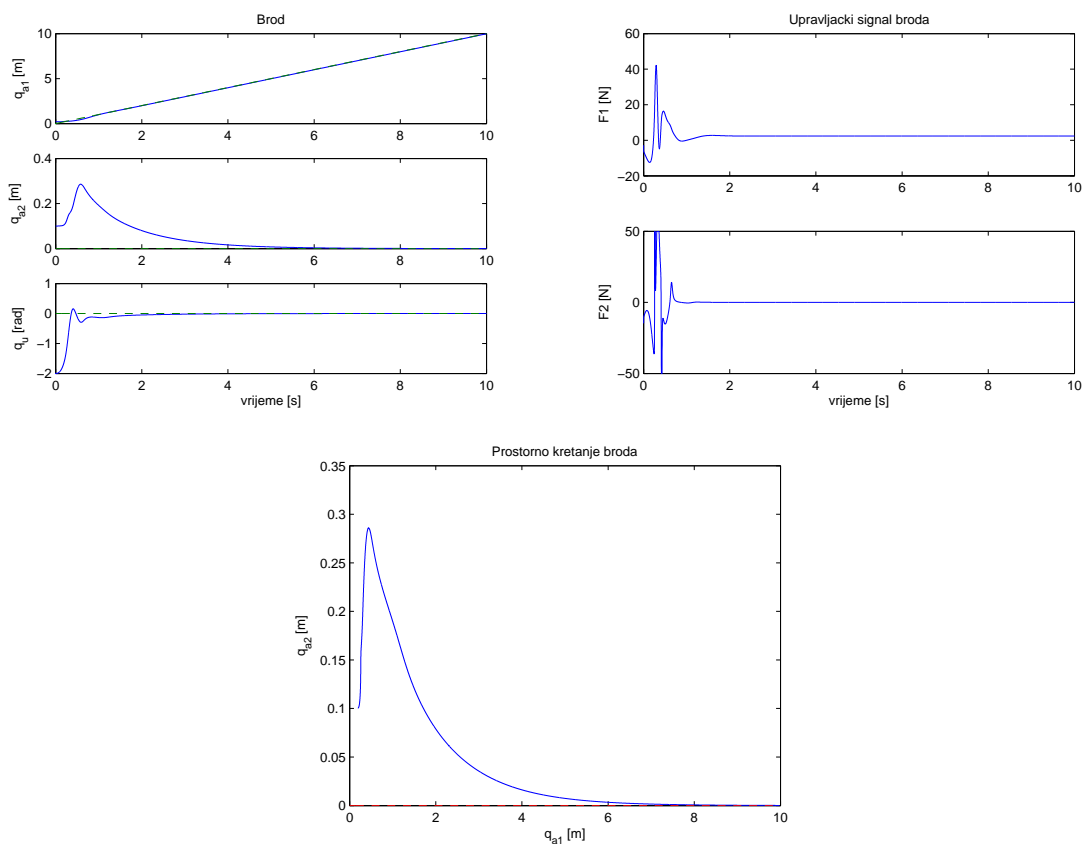 Brod
10
5
0
q_a1 [m]
0 2 4 6 8 10
0.4
0.2
0
q_a2 [m]
0 2 4 6 8 10
1
0
−1
−2
q_u [rad]
0 2 4 6 8 10
vrijeme [s]
Upravljacki signal broda
60
40
20
0
−20
F1 [N]
0 2 4 6 8 10
50
0
−50
F2 [N]
0 2 4 6 8 10
vrijeme [s]
Prostorno kretanje broda
0.35
0.3
0.25
0.2
0.15
0.1
0.05
0
q_a2 [m]
0 2 4 6 8 10
q_a1 [m]